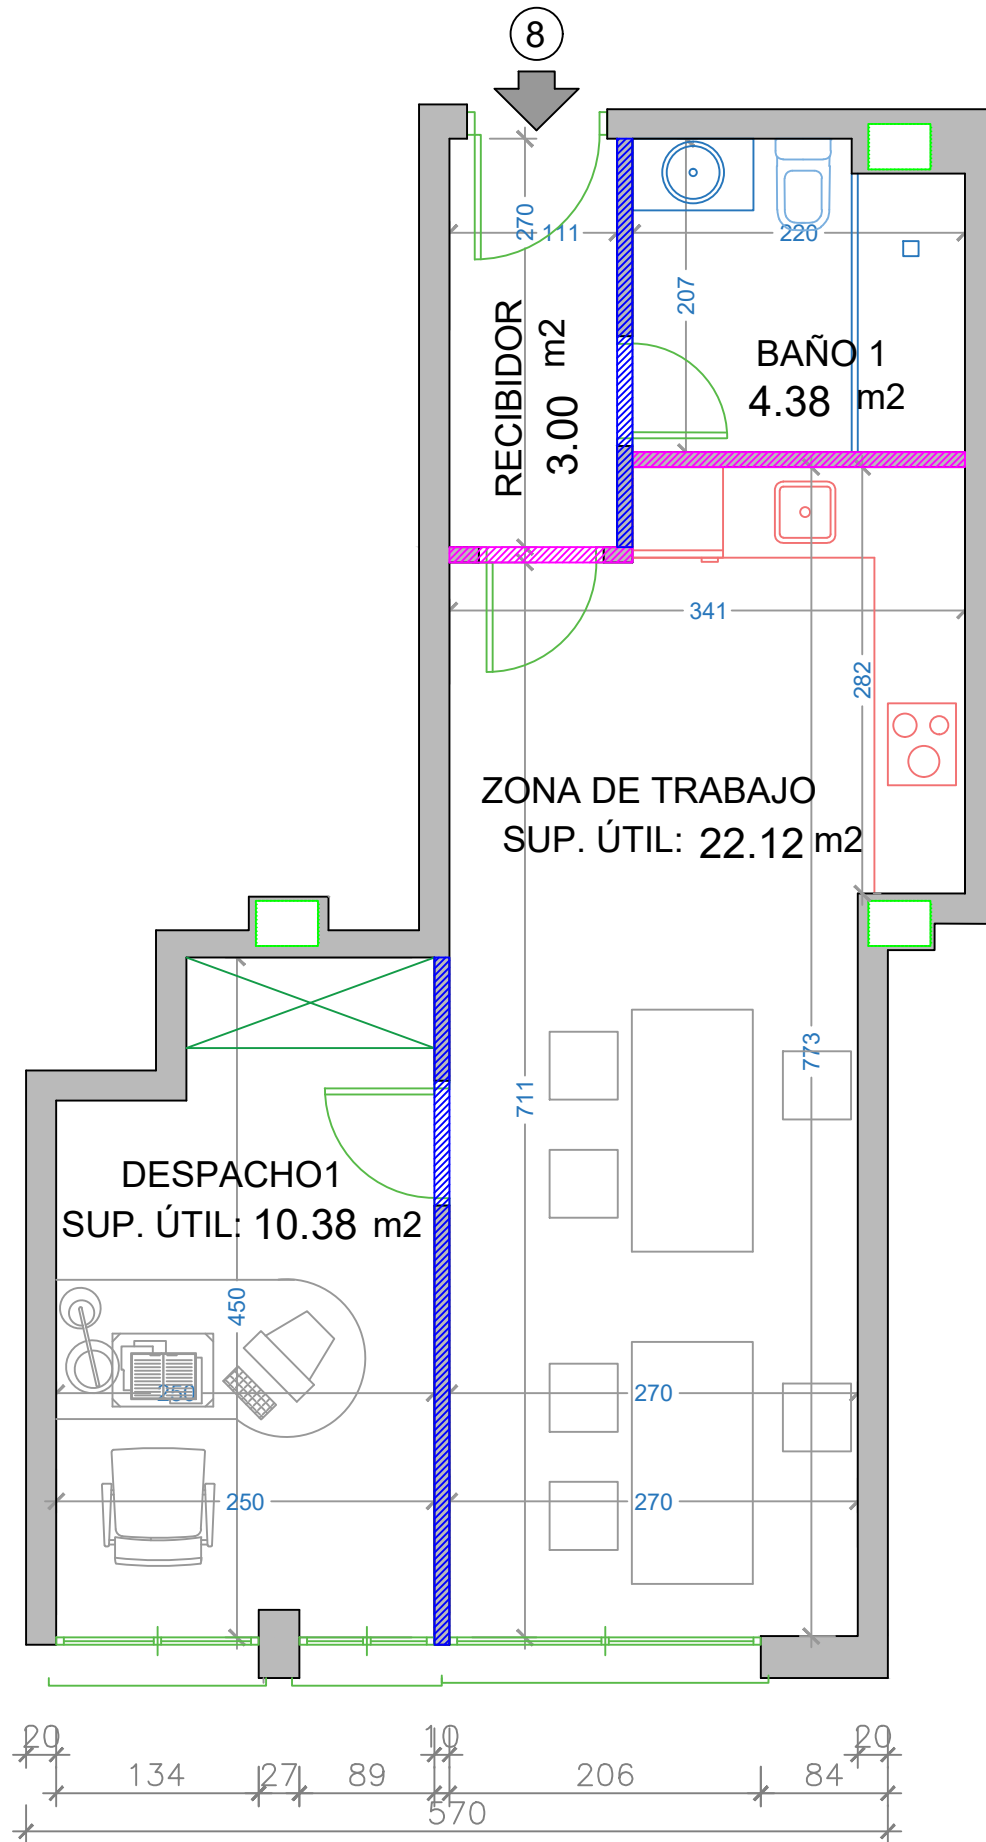 8
270
111
220
207
RECIBIDOR
3.00 m2
BAÑO 1
4.38 m2
341
282
ZONA DE TRABAJO
SUP. ÚTIL: 22.12 m2
773
711
DESPACHO1
SUP. ÚTIL: 10.38 m2
450
250
270
250
270
20
10
20
134
27
89
206
84
570